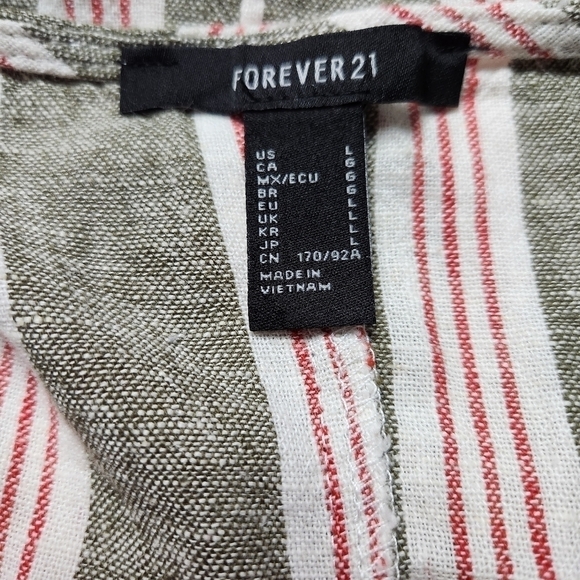 FOREVER 21
US L
CA G
MX/ECU G
BR G
EU L
UK L
KR L
JP L
CN 170/92A
MADE IN
VIETNAM